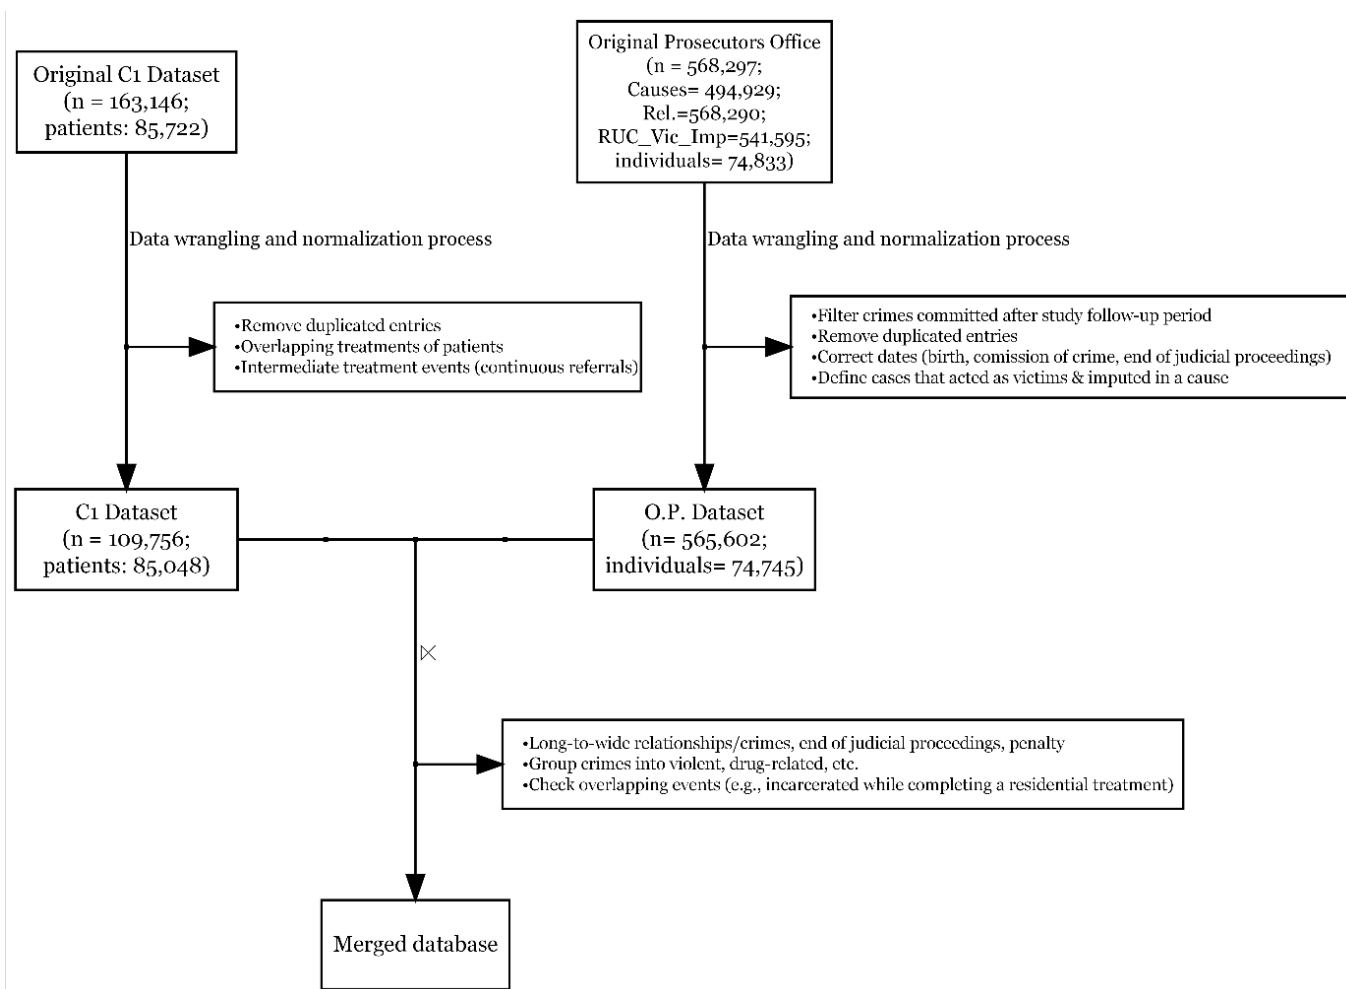 Original C1 Dataset
(n = 163,146;
patients: 85,722)
Original Prosecutors Office
(n = 568,297;
Causes= 494,929;
Rel.=568,290;
RUC_Vic_Imp=541,595;
individuals= 74,833)
Data wrangling and normalization process
Data wrangling and normalization process
•Remove duplicated entries
•Overlapping treatments of patients
•Intermediate treatment events (continuous referrals)
•Filter crimes committed after study follow-up period
•Remove duplicated entries
•Correct dates (birth, comission of crime, end of judicial proceedings)
•Define cases that acted as victims & imputed in a cause
C1 Dataset
(n = 109,756;
patients: 85,048)
O.P. Dataset
(n= 565,602;
individuals= 74,745)
⋈
•Long-to-wide relationships/crimes, end of judicial proceedings, penalty
•Group crimes into violent, drug-related, etc.
•Check overlapping events (e.g., incarcerated while completing a residential treatment)
Merged database